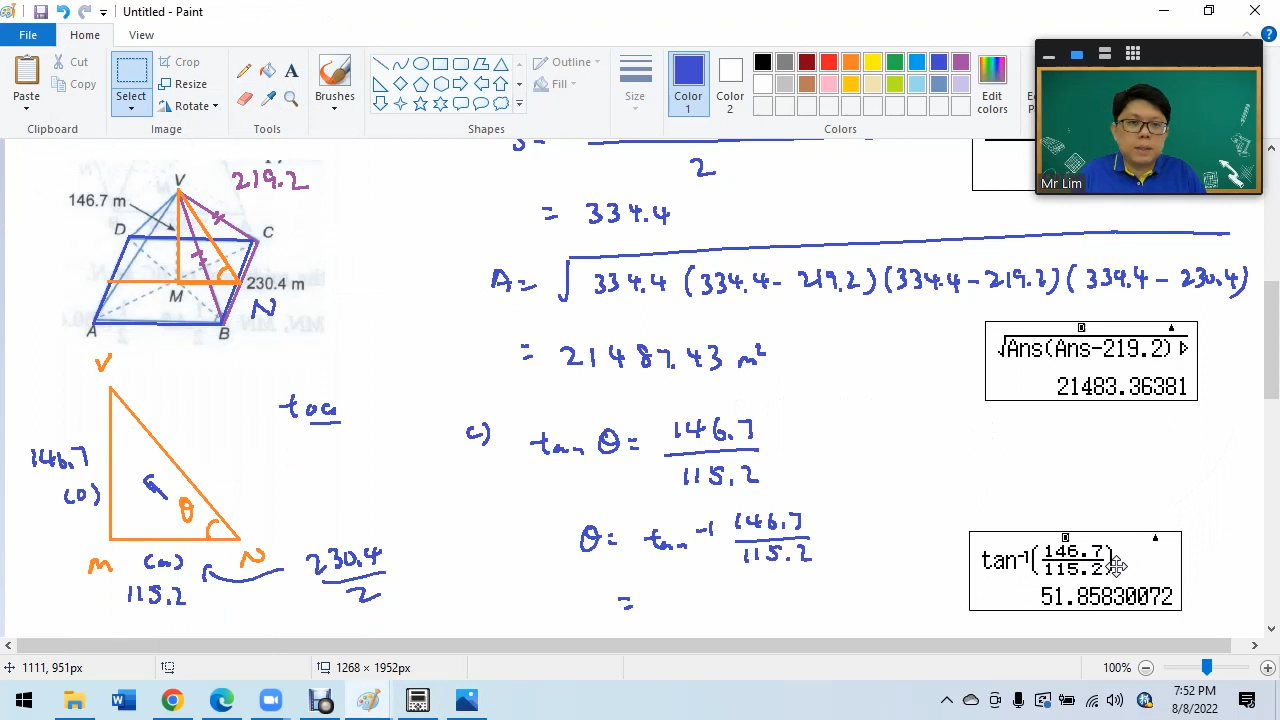 Untitled - Paint
File Home View
Paste
Cut
Copy
Clipboard
Select
Crop
Resize
Rotate
Image
Tools
Brushes
Outline
Fill
Shapes
Size
Color 1
Color 2
Edit colors
Colors
Mr Lim
V 219.2
146.7 m
D C
M 230.4 m
N
A B
=
2
= 334.4
A = √334.4 (334.4 - 219.2)(334.4 - 219.2)(334.4 - 230.4)
= 21487.43 m²
√Ans(Ans-219.2)
21483.36381
V
146.7
(O)
θ
M (a) N
115.2
230.4
2
toa
c) tan θ = 146.7
115.2
θ = tan⁻¹ 146.7
115.2
=
tan⁻¹(146.7
115.2)
51.85830072
1111, 951px
1268 × 1952px
100%
7:52 PM
8/8/2022